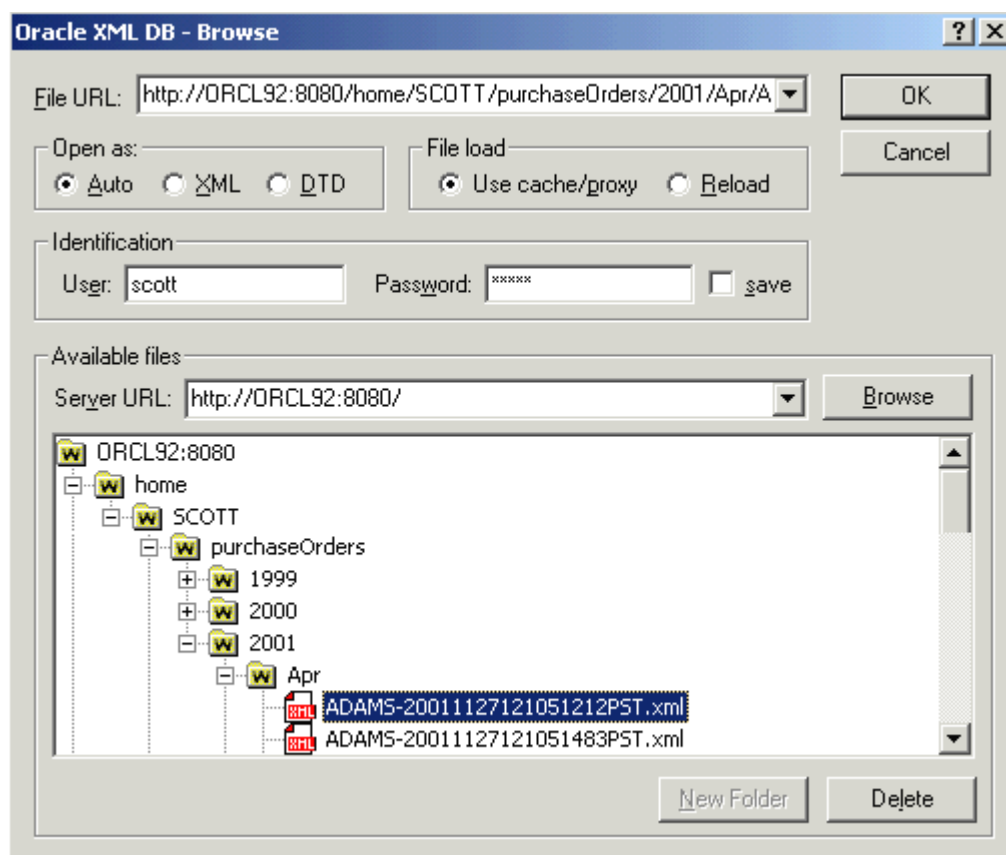 Oracle XML DB - Browse
File URL: http://ORCL92:8080/home/SCOTT/purchaseOrders/2001/Apr/A
OK
Open as:
Auto XML DTD
File load
Use cache/proxy Reload
Cancel
Identification
User: scott Password: ***** save
Available files
Server URL: http://ORCL92:8080/ Browse
ORCL92:8080
home
SCOTT
purchaseOrders
1999
2000
2001
Apr
ADAMS-20011127121051212PST.xml
ADAMS-20011127121051483PST.xml
New Folder Delete